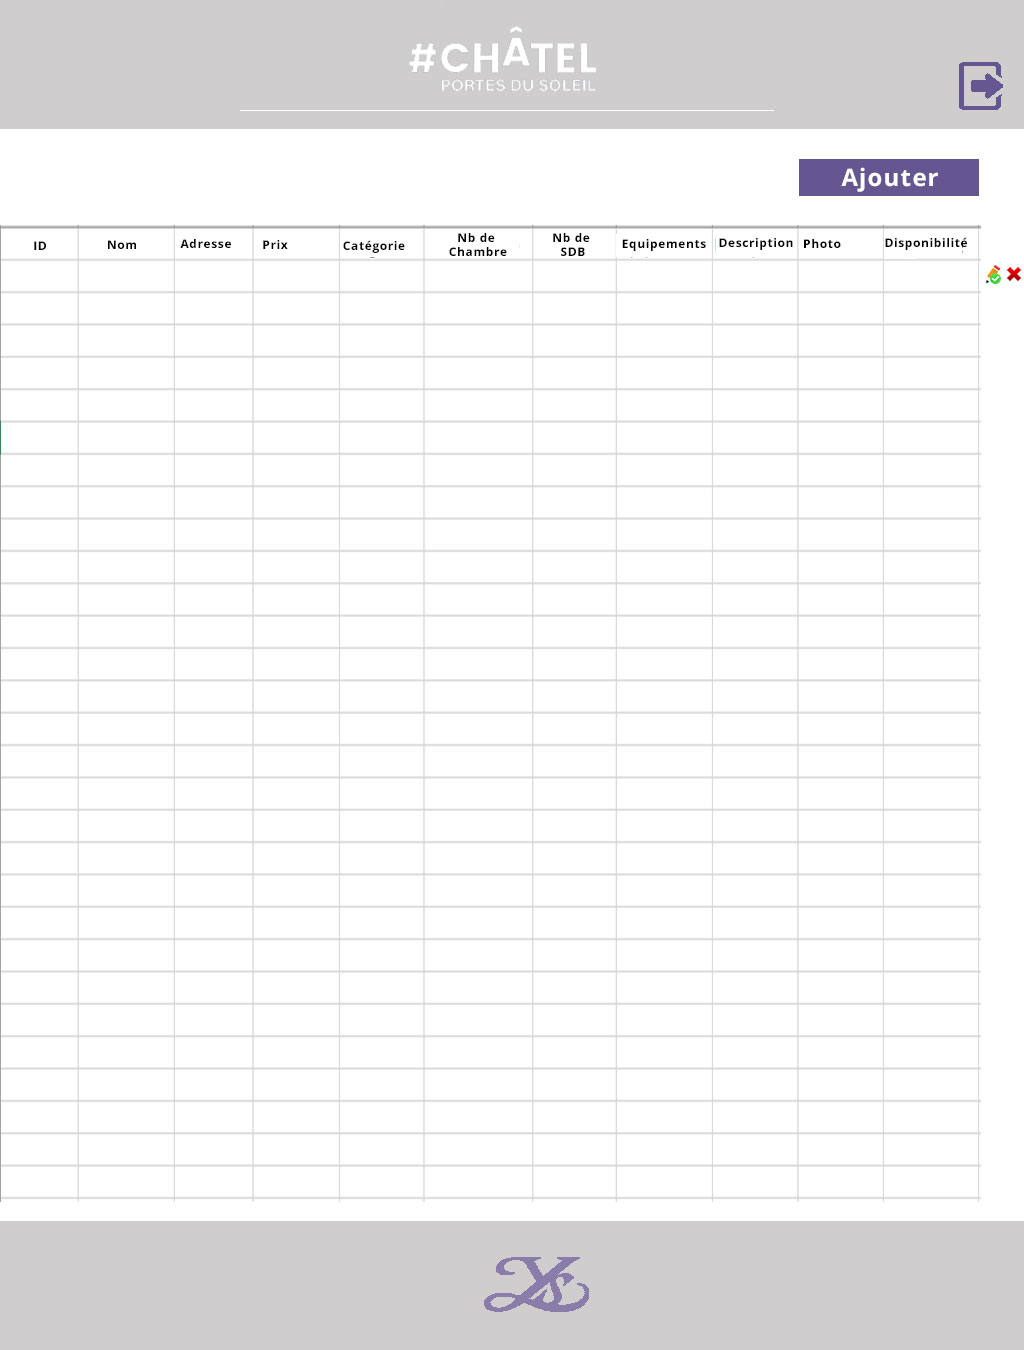 #CHÂTEL
PORTES DU SOLEIL
Ajouter
ID Nom Adresse Prix Catégorie Nb de Chambre Nb de SDB Equipements Description Photo Disponibilité
Ys